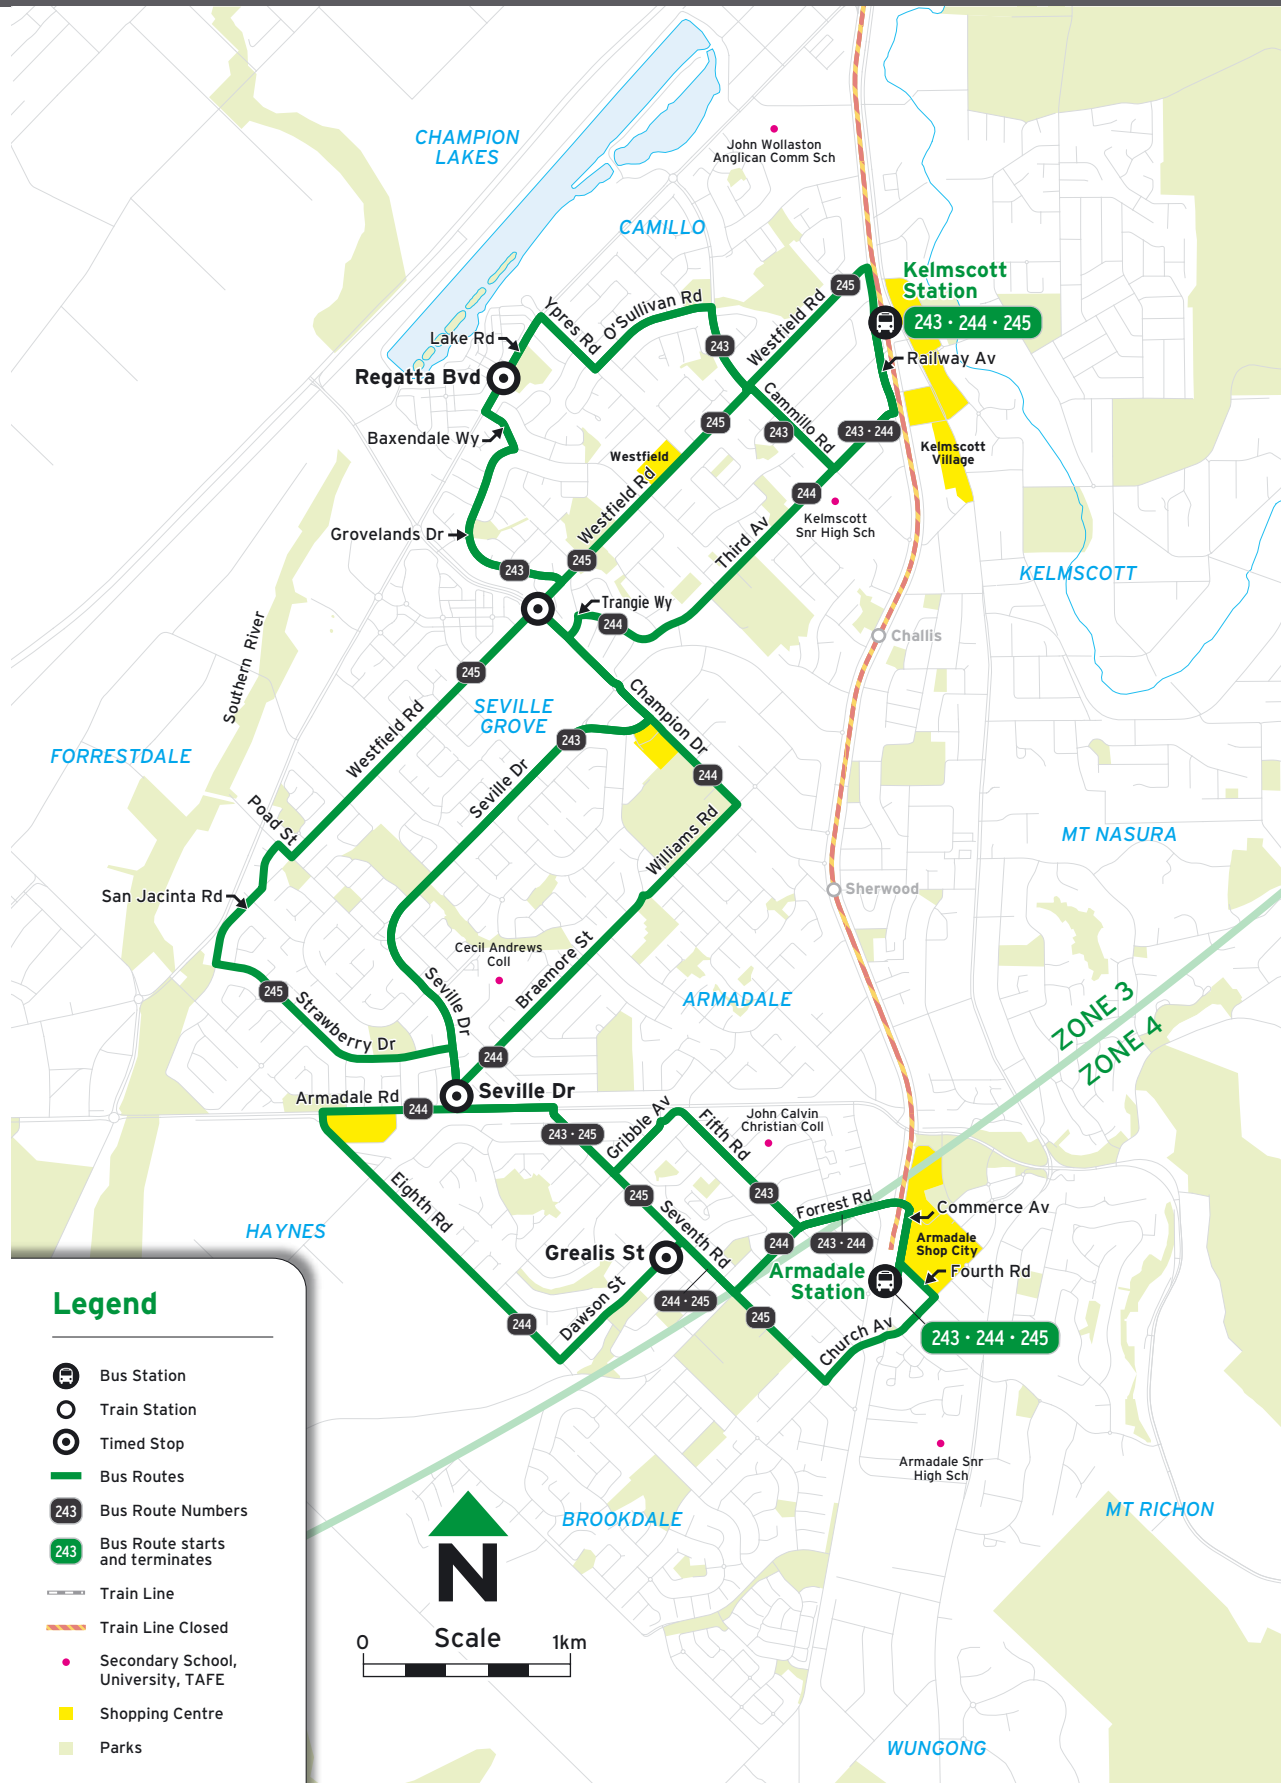 CHAMPION
LAKES
John Wollaston
Anglican Comm Sch
CAMILLO
Kelmscott
Station
243 · 244 · 245
245
Ypres Rd
O'Sullivan Rd
Westfield Rd
Lake Rd
243
Railway Av
Regatta Bvd
Cammillo Rd
245
243
243 · 244
Baxendale Wy
Westfield
Kelmscott
Village
Westfield Rd
244
Kelmscott
Snr High Sch
Third Av
Grovelands Dr
243
245
KELMSCOTT
Trangie Wy
244
Challis
Southern River
245
Champion Dr
SEVILLE
GROVE
Westfield Rd
243
FORRESTDALE
244
Seville Dr
Poad St
Williams Rd
MT NASURA
San Jacinta Rd
Sherwood
Cecil Andrews
Coll
Braemore St
Seville Dr
245
Strawberry Dr
ARMADALE
ZONE 3
ZONE 4
244
Seville Dr
Armadale Rd
244
243 · 245
Gribble Av
Fifth Rd
John Calvin
Christian Coll
Eighth Rd
245
243
Seventh Rd
Forrest Rd
Commerce Av
HAYNES
244
243 · 244
Armadale
Shop City
Grealis St
Armadale
Station
Fourth Rd
244 · 245
244
Dawson St
245
Church Av
243 · 244 · 245
Armadale Snr
High Sch
BROOKDALE
MT RICHON
WUNGONG
N
Scale
0
1km
Legend
Bus Station
Train Station
Timed Stop
Bus Routes
243
Bus Route Numbers
243
Bus Route starts
and terminates
Train Line
Train Line Closed
Secondary School,
University, TAFE
Shopping Centre
Parks